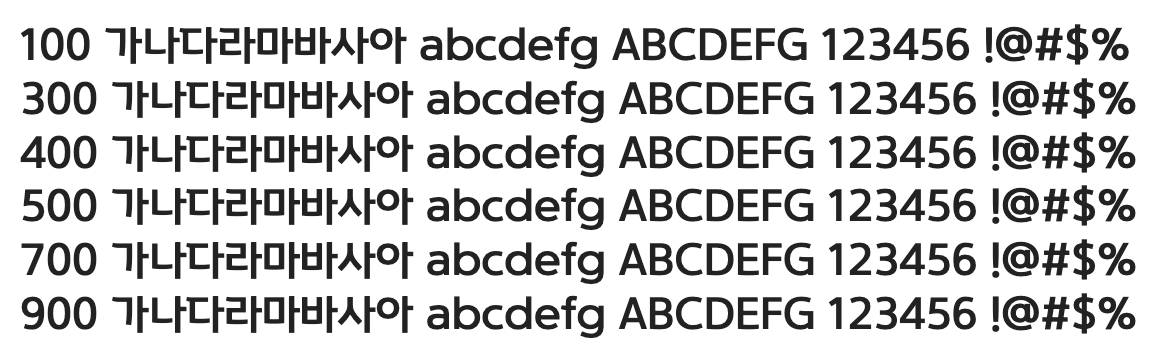 100 가나다라마바사아 abcdefg ABCDEFG 123456 !@#$%
300 가나다라마바사아 abcdefg ABCDEFG 123456 !@#$%
400 가나다라마바사아 abcdefg ABCDEFG 123456 !@#$%
500 가나다라마바사아 abcdefg ABCDEFG 123456 !@#$%
700 가나다라마바사아 abcdefg ABCDEFG 123456 !@#$%
900 가나다라마바사아 abcdefg ABCDEFG 123456 !@#$%